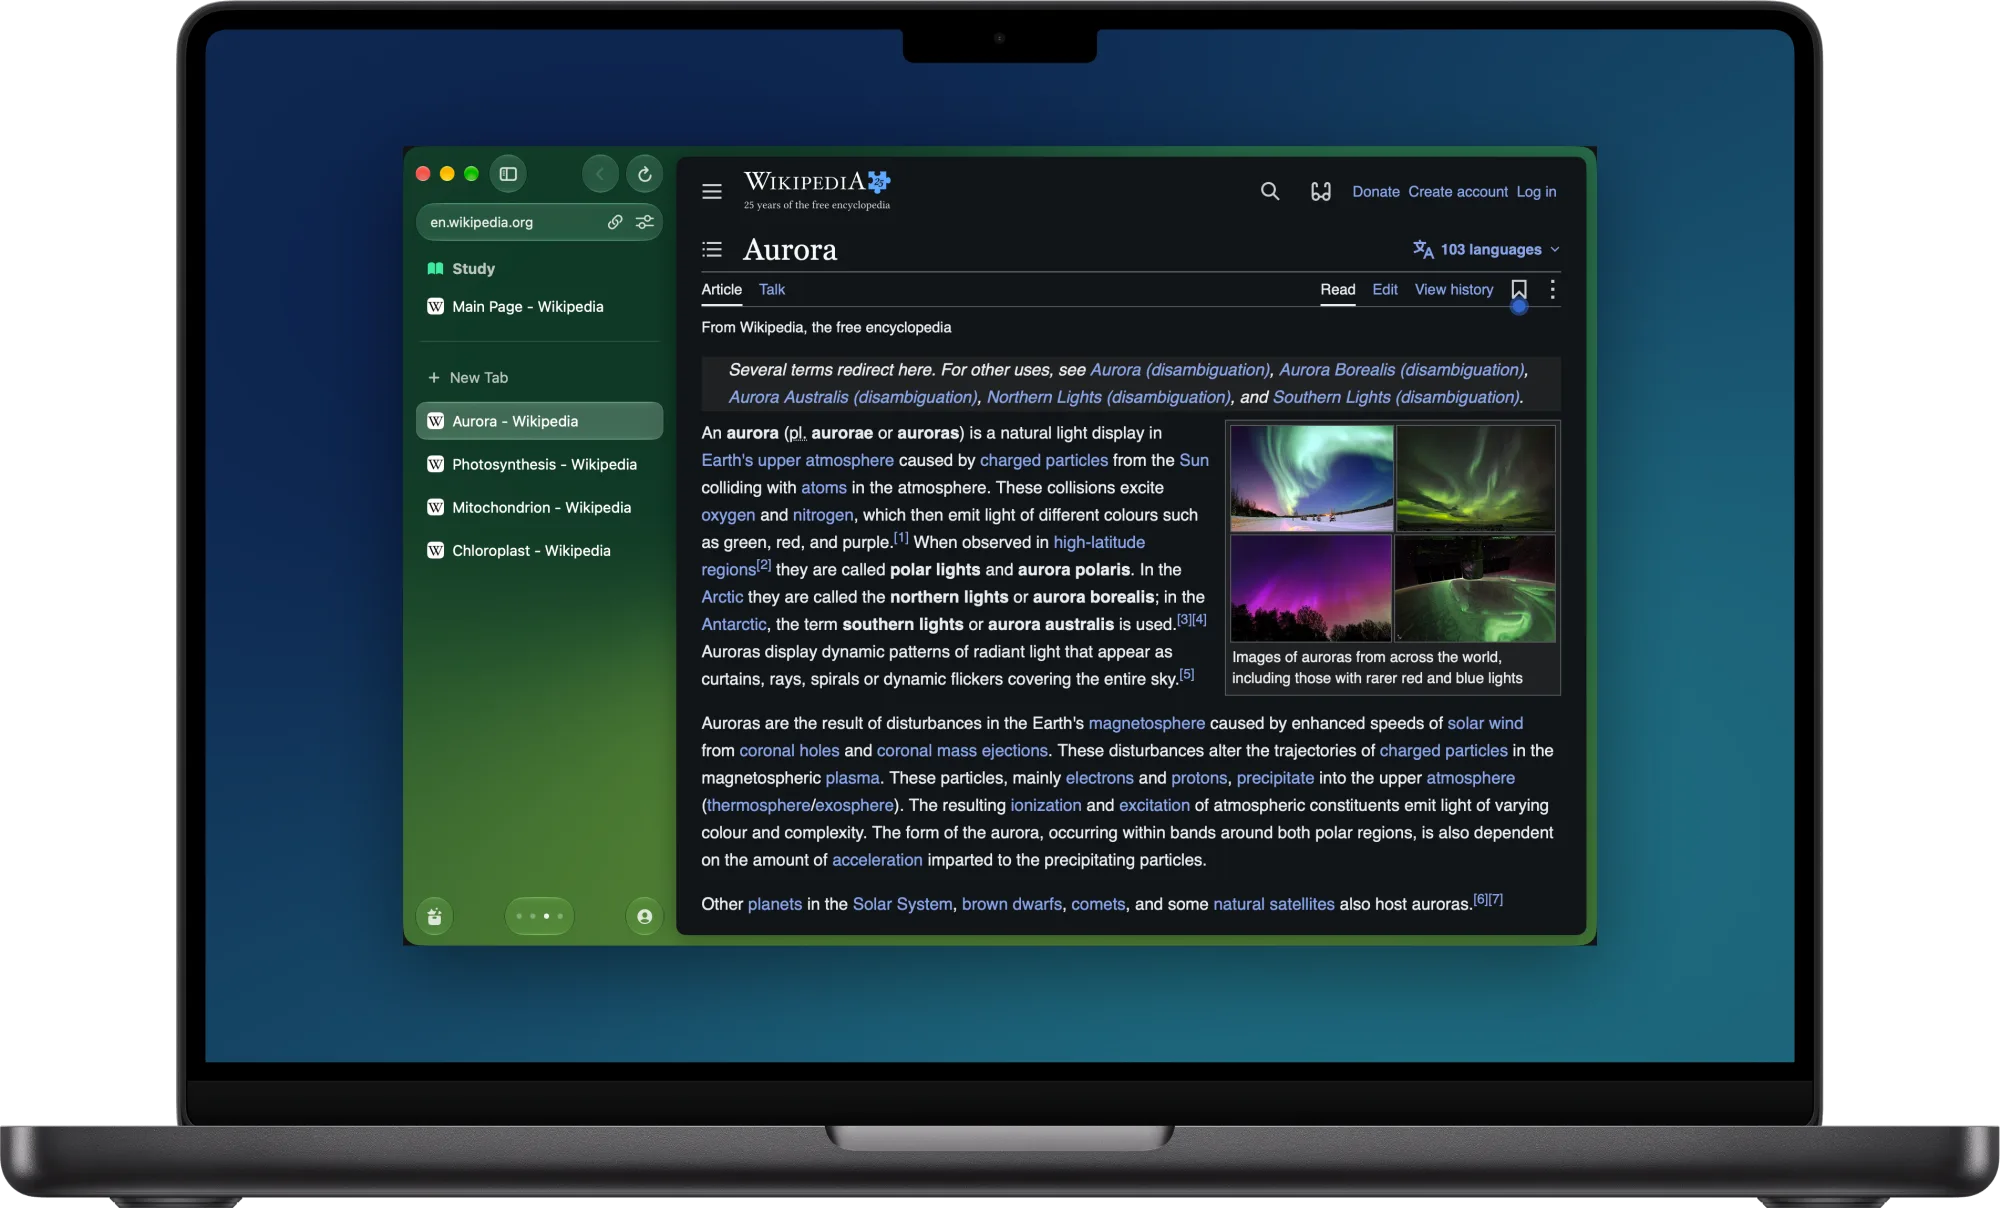 en.wikipedia.org
Study
Main Page - Wikipedia
New Tab
Aurora - Wikipedia
Photosynthesis - Wikipedia
Mitochondrion - Wikipedia
Chloroplast - Wikipedia
WIKIPEDIA 25
25 years of the free encyclopedia
Donate Create account Log in
Aurora
103 languages
Article Talk
Read Edit View history
From Wikipedia, the free encyclopedia
Several terms redirect here. For other uses, see Aurora (disambiguation), Aurora Borealis (disambiguation),
Aurora Australis (disambiguation), Northern Lights (disambiguation), and Southern Lights (disambiguation).
An aurora (pl. aurorae or auroras) is a natural light display in
Earth's upper atmosphere caused by charged particles from the Sun
colliding with atoms in the atmosphere. These collisions excite
oxygen and nitrogen, which then emit light of different colours such
as green, red, and purple.[1] When observed in high-latitude
regions[2] they are called polar lights and aurora polaris. In the
Arctic they are called the northern lights or aurora borealis; in the
Antarctic, the term southern lights or aurora australis is used.[3][4]
Auroras display dynamic patterns of radiant light that appear as
curtains, rays, spirals or dynamic flickers covering the entire sky.[5]
Images of auroras from across the world,
including those with rarer red and blue lights
Auroras are the result of disturbances in the Earth's magnetosphere caused by enhanced speeds of solar wind
from coronal holes and coronal mass ejections. These disturbances alter the trajectories of charged particles in the
magnetospheric plasma. These particles, mainly electrons and protons, precipitate into the upper atmosphere
(thermosphere/exosphere). The resulting ionization and excitation of atmospheric constituents emit light of varying
colour and complexity. The form of the aurora, occurring within bands around both polar regions, is also dependent
on the amount of acceleration imparted to the precipitating particles.
Other planets in the Solar System, brown dwarfs, comets, and some natural satellites also host auroras.[6][7]